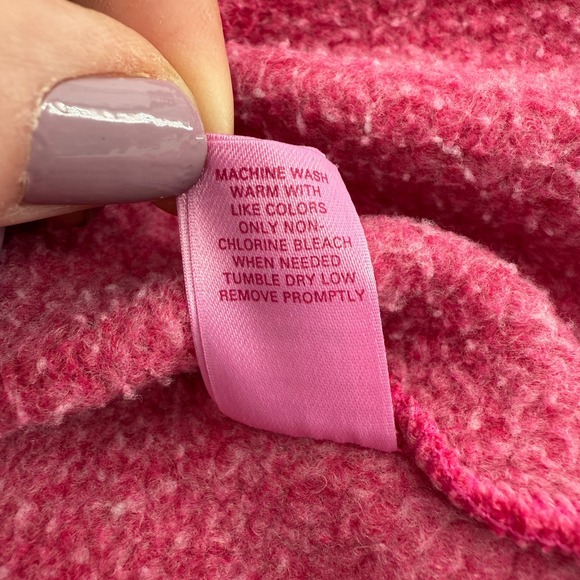 MACHINE WASH
WARM WITH
LIKE COLORS
ONLY NON-
CHLORINE BLEACH
WHEN NEEDED
TUMBLE DRY LOW
REMOVE PROMPTLY